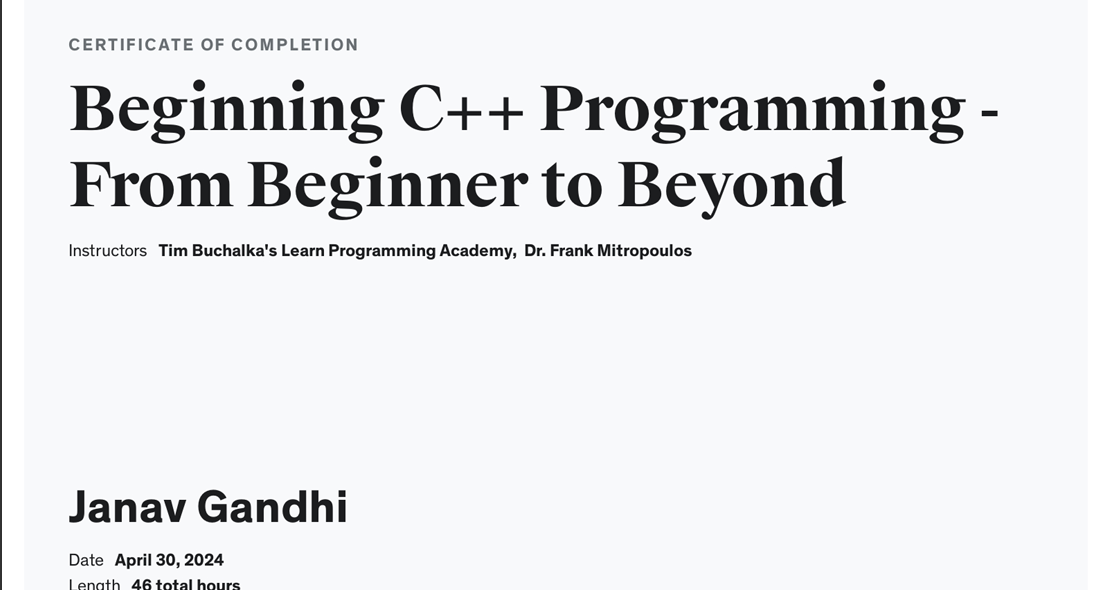 CERTIFICATE OF COMPLETION
Beginning C++ Programming -
From Beginner to Beyond
Instructors Tim Buchalka's Learn Programming Academy, Dr. Frank Mitropoulos
Janav Gandhi
Date April 30, 2024
Length 46 total hours